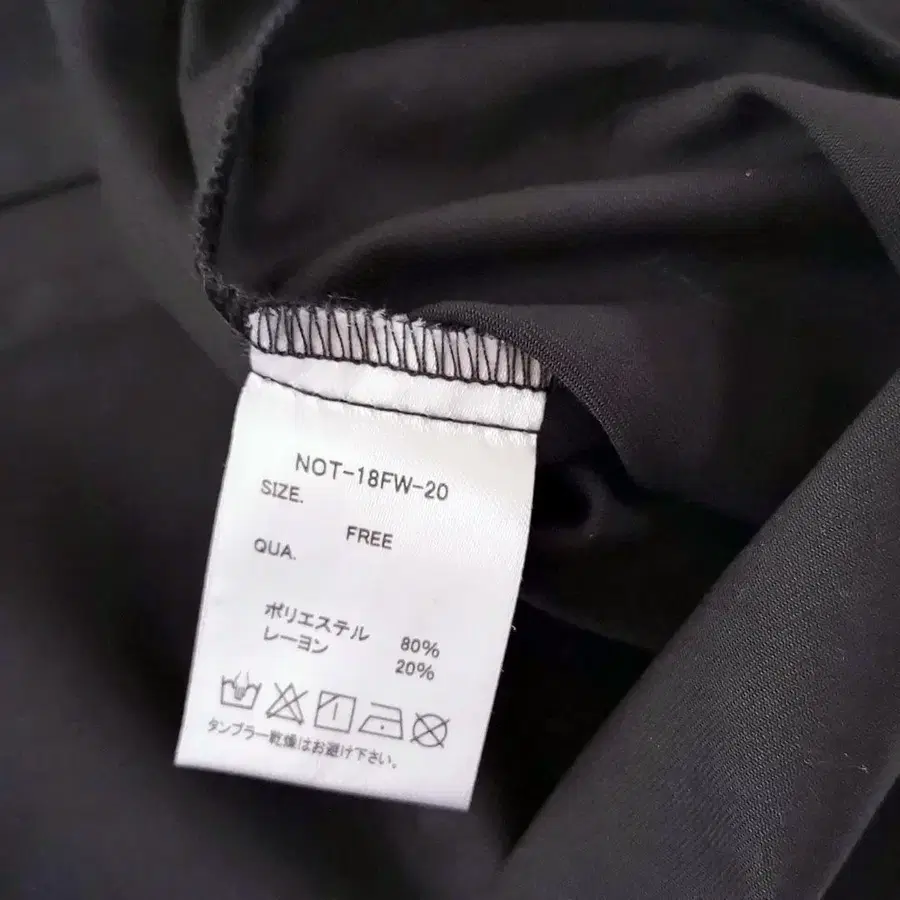 NOT-18FW-20
SIZE.
FREE
QUA.
ポリエステル 80%
レーヨン 20%
タンブラー乾燥はお避け下さい。